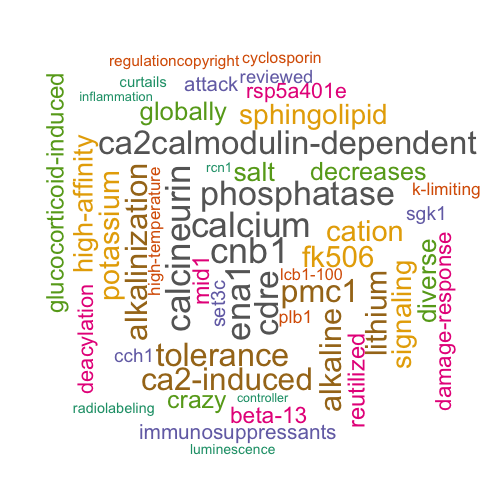 regulationcopyright
cyclosporin
curtails
attack
reviewed
inflammation
rsp5a401e
globally
sphingolipid
glucocorticoid-induced
ca2calmodulin-dependent
high-affinity
potassium
alkalinization
high-temperature
calcineurin
rcn1
salt
decreases
phosphatase
k-limiting
calcium
sgk1
cation
cnb1
fk506
diverse
damage-response
mid1
set3c
ena1
cdre
lcb1-100
pmc1
plb1
lithium
signaling
alkaline
reutilized
deacylation
cch1
tolerance
ca2-induced
crazy
controller
radiolabeling
beta-13
immunosuppressants
luminescence